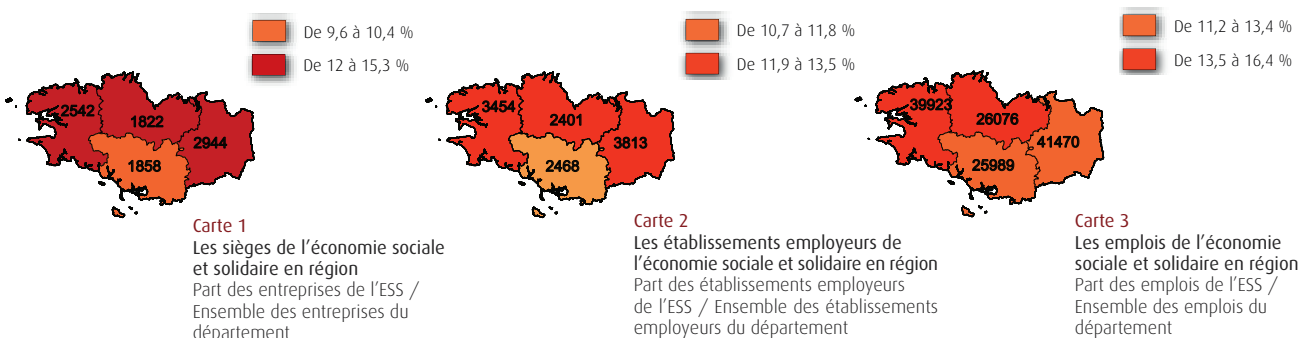 De 9,6 à 10,4 %
De 12 à 15,3 %
2542
1822
2944
1858
Carte 1
Les sièges de l'économie sociale
et solidaire en région
Part des entreprises de l'ESS /
Ensemble des entreprises du
département
De 10,7 à 11,8 %
De 11,9 à 13,5 %
3454
2401
3813
2468
Carte 2
Les établissements employeurs de
l'économie sociale et solidaire en région
Part des établissements employeurs
de l'ESS / Ensemble des établissements
employeurs du département
De 11,2 à 13,4 %
De 13,5 à 16,4 %
39923
26076
41470
25989
Carte 3
Les emplois de l'économie
sociale et solidaire en région
Part des emplois de l'ESS /
Ensemble des emplois du
département